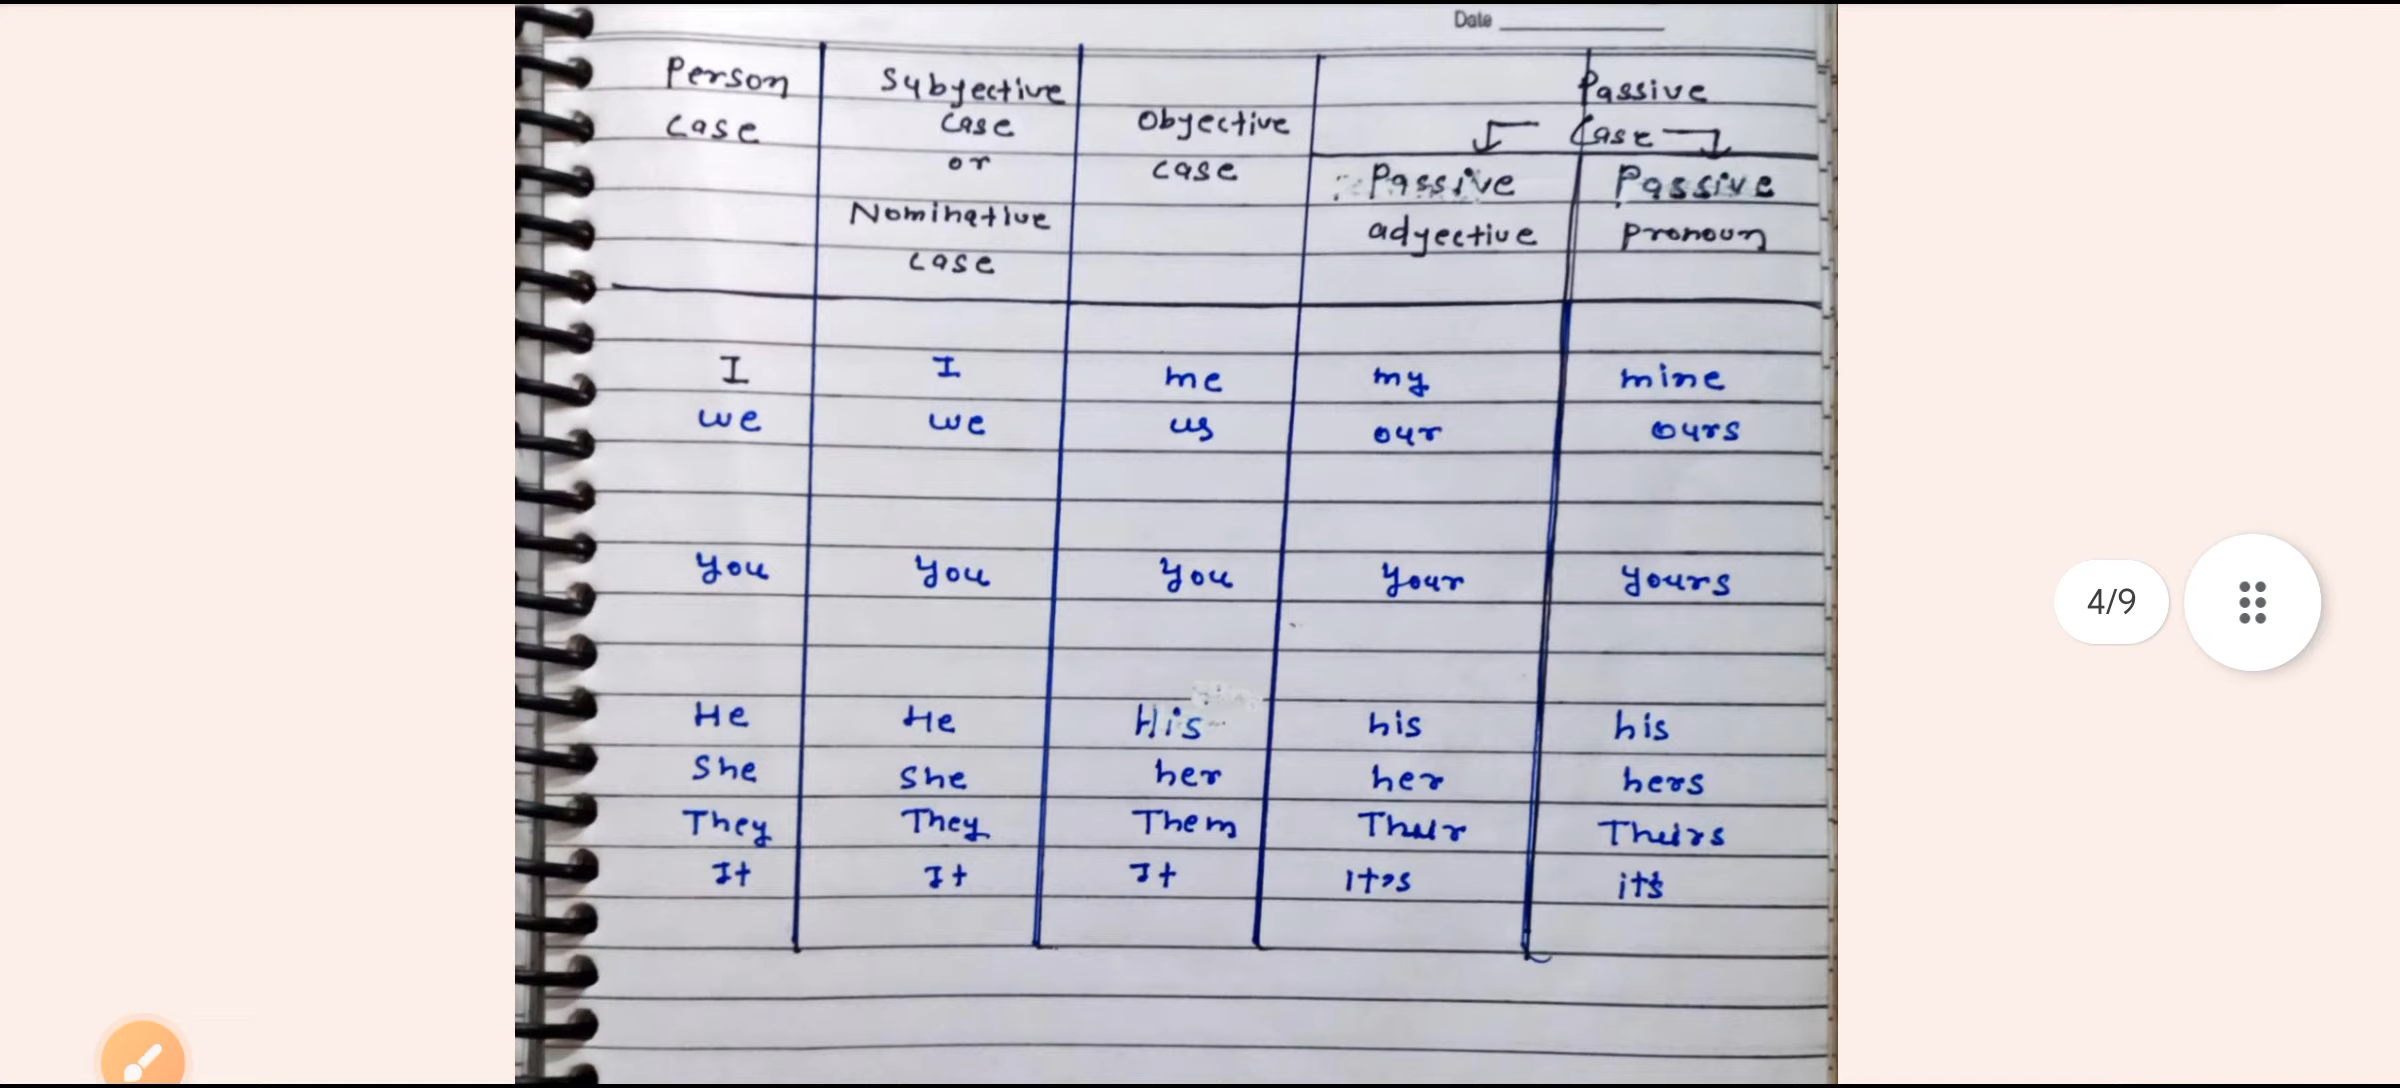 Date
Person Case | Subjective Case or Nominative Case | Objective Case | Passive Case
Passive adjective | Passive Pronoun
I | I | me | my | mine
we | we | us | our | ours
you | you | you | your | yours
He | He | His | his | his
She | She | her | her | hers
They | They | Them | Their | Theirs
It | It | It | It's | its
4/9